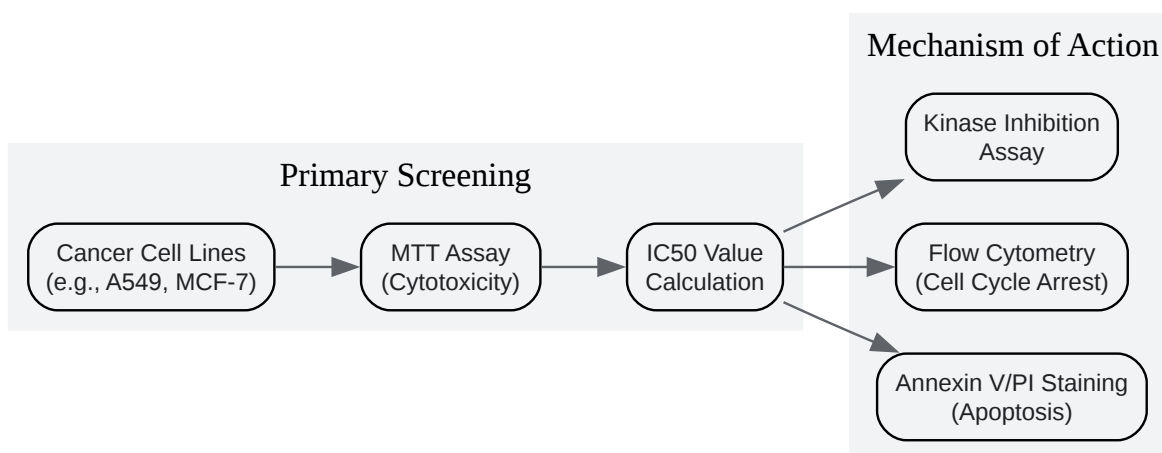 Primary Screening
Cancer Cell Lines
(e.g., A549, MCF-7)
MTT Assay
(Cytotoxicity)
IC50 Value
Calculation
Mechanism of Action
Kinase Inhibition
Assay
Flow Cytometry
(Cell Cycle Arrest)
Annexin V/PI Staining
(Apoptosis)